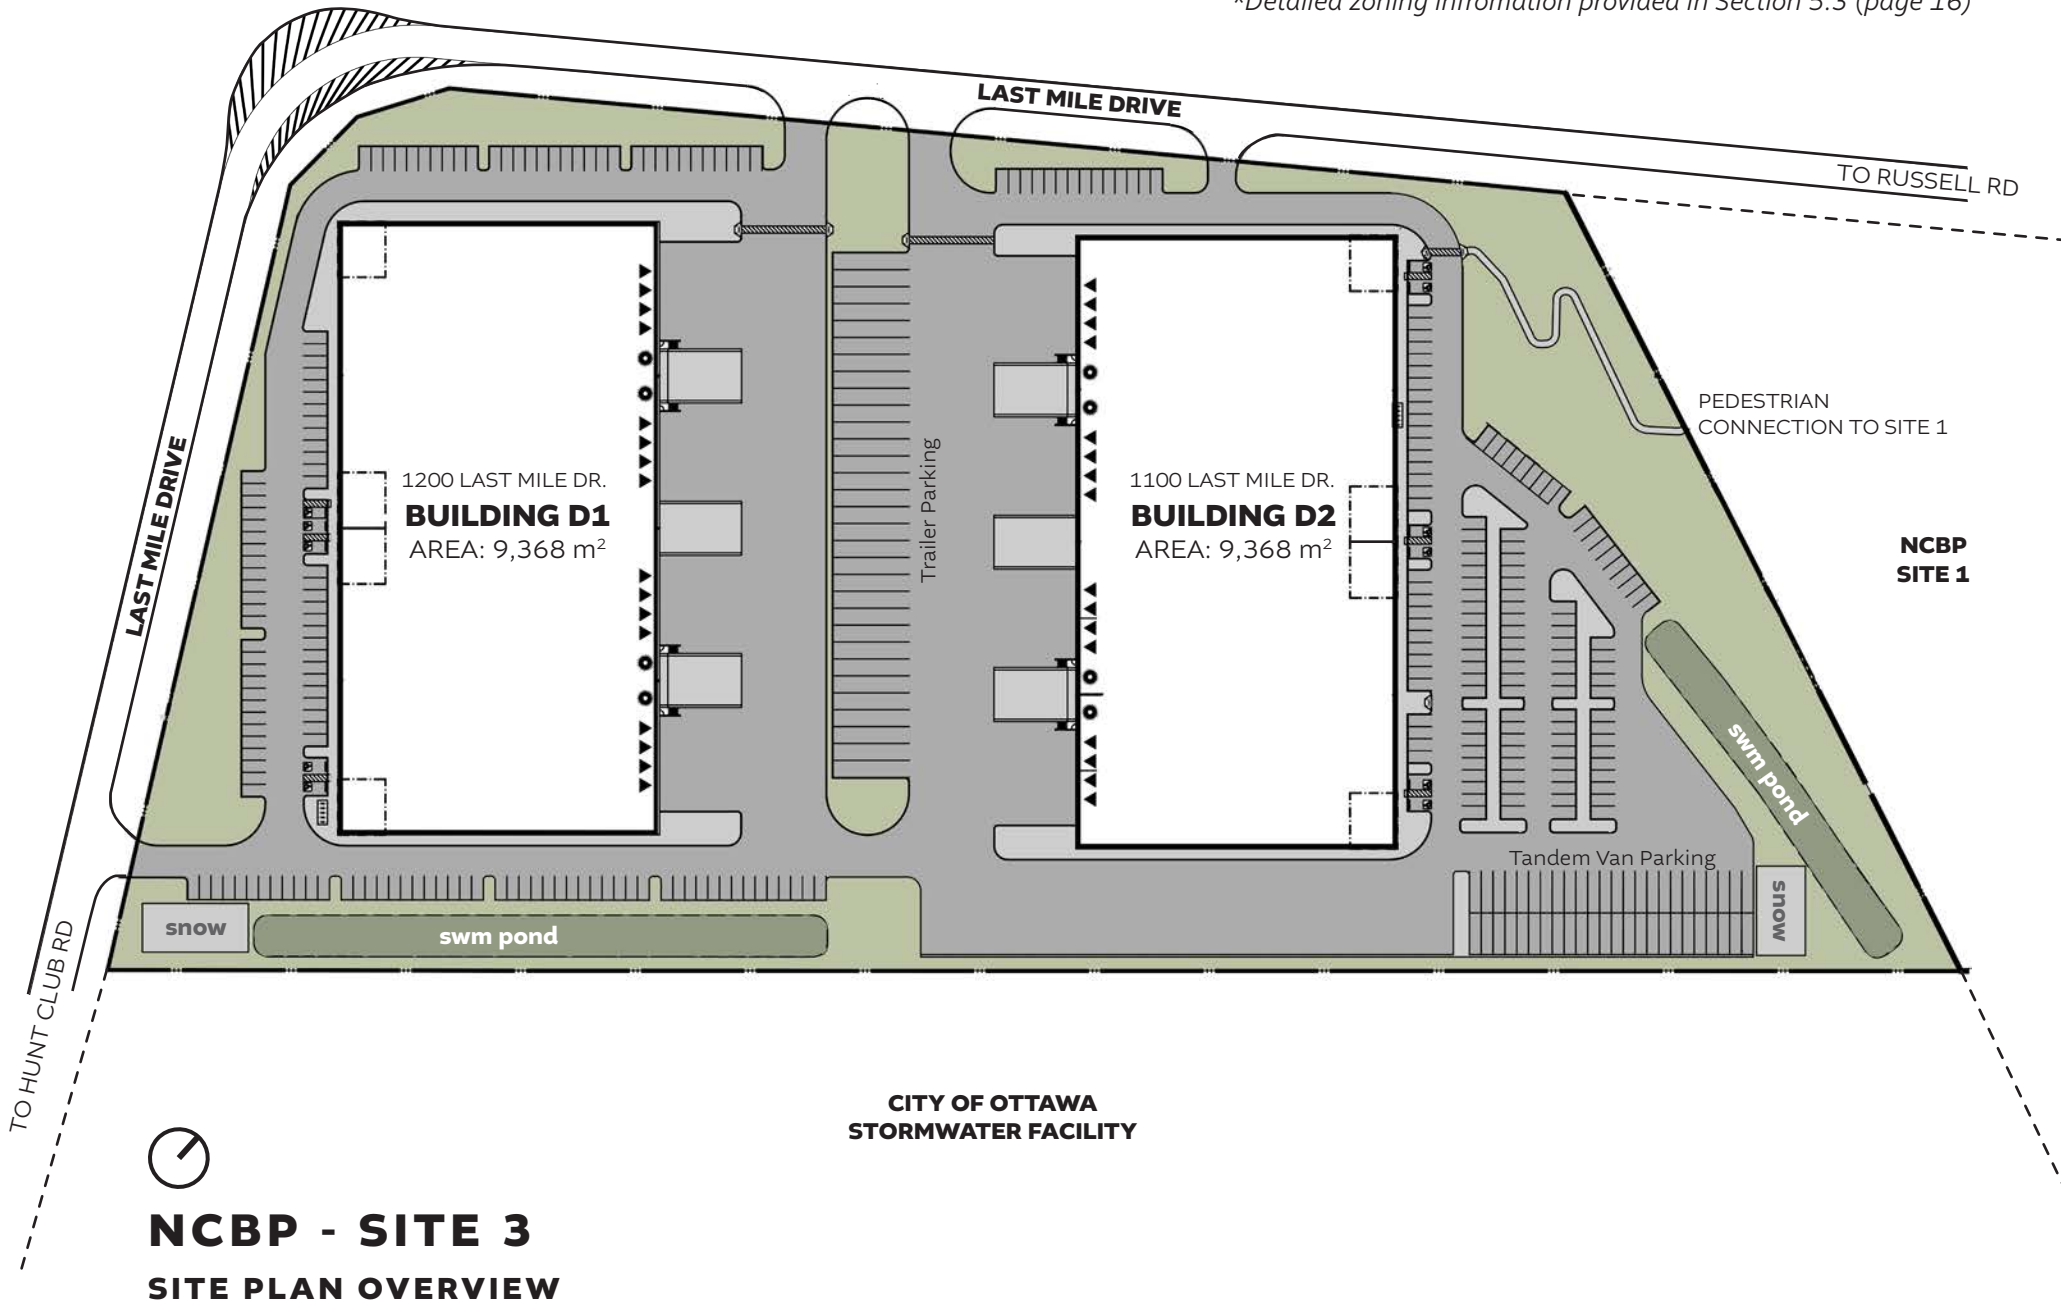 *Detailed zoning infromation provided in Section 5.3 (page 16)
LAST MILE DRIVE
TO RUSSELL RD
PEDESTRIAN
CONNECTION TO SITE 1
LAST MILE DRIVE
1200 LAST MILE DR.
BUILDING D1
AREA: 9,368 m²
Trailer Parking
1100 LAST MILE DR.
BUILDING D2
AREA: 9,368 m²
NCBP
SITE 1
swm pond
Tandem Van Parking
snow
snow
swm pond
TO HUNT CLUB RD
CITY OF OTTAWA
STORMWATER FACILITY
NCBP - SITE 3
SITE PLAN OVERVIEW